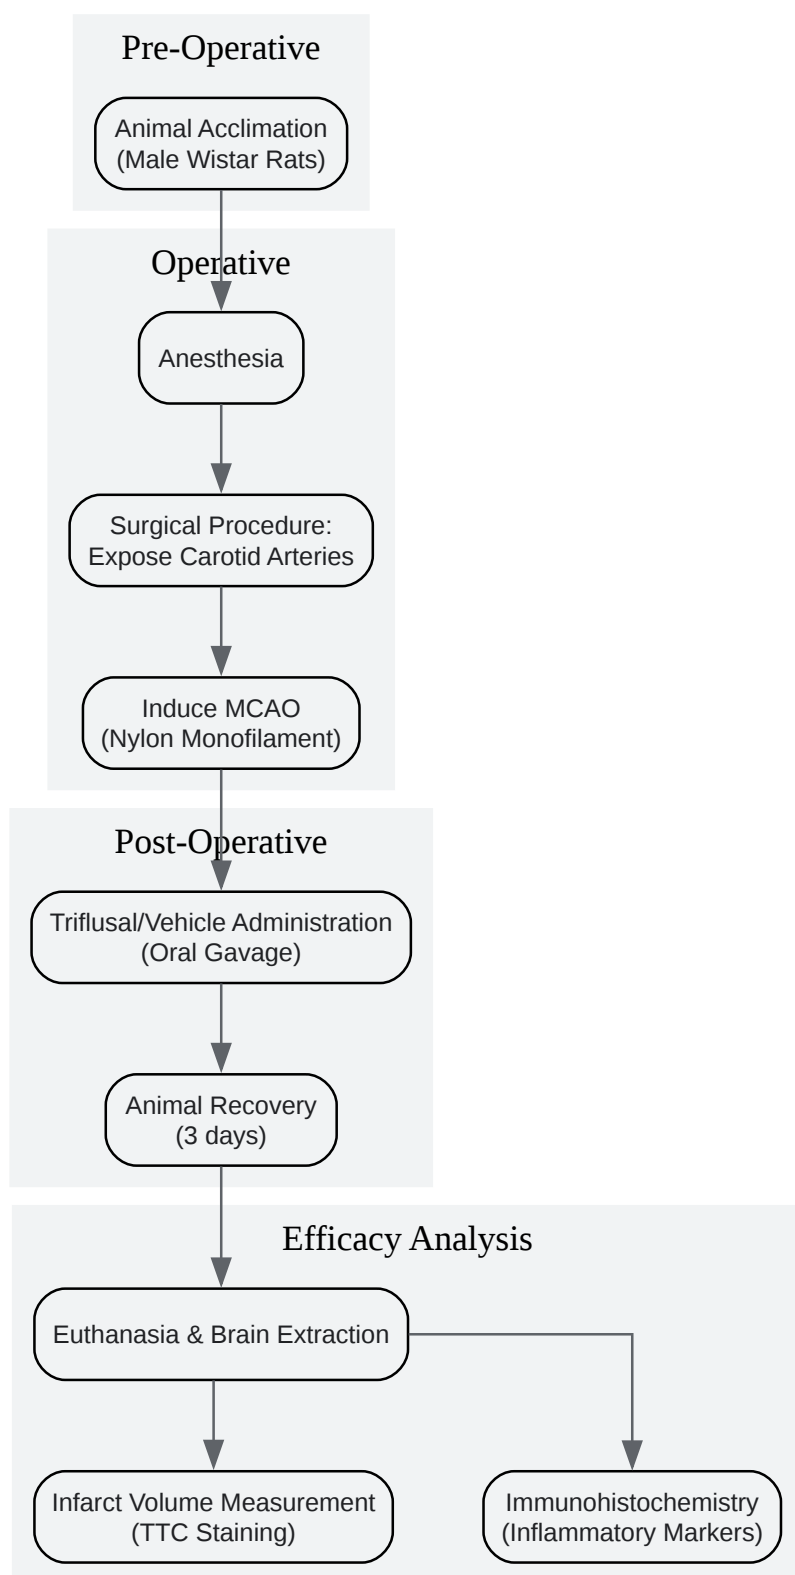 Pre-Operative
Animal Acclimation
(Male Wistar Rats)
Operative
Anesthesia
Surgical Procedure:
Expose Carotid Arteries
Induce MCAO
(Nylon Monofilament)
Post-Operative
Triflusal/Vehicle Administration
(Oral Gavage)
Animal Recovery
(3 days)
Efficacy Analysis
Euthanasia & Brain Extraction
Infarct Volume Measurement
(TTC Staining)
Immunohistochemistry
(Inflammatory Markers)